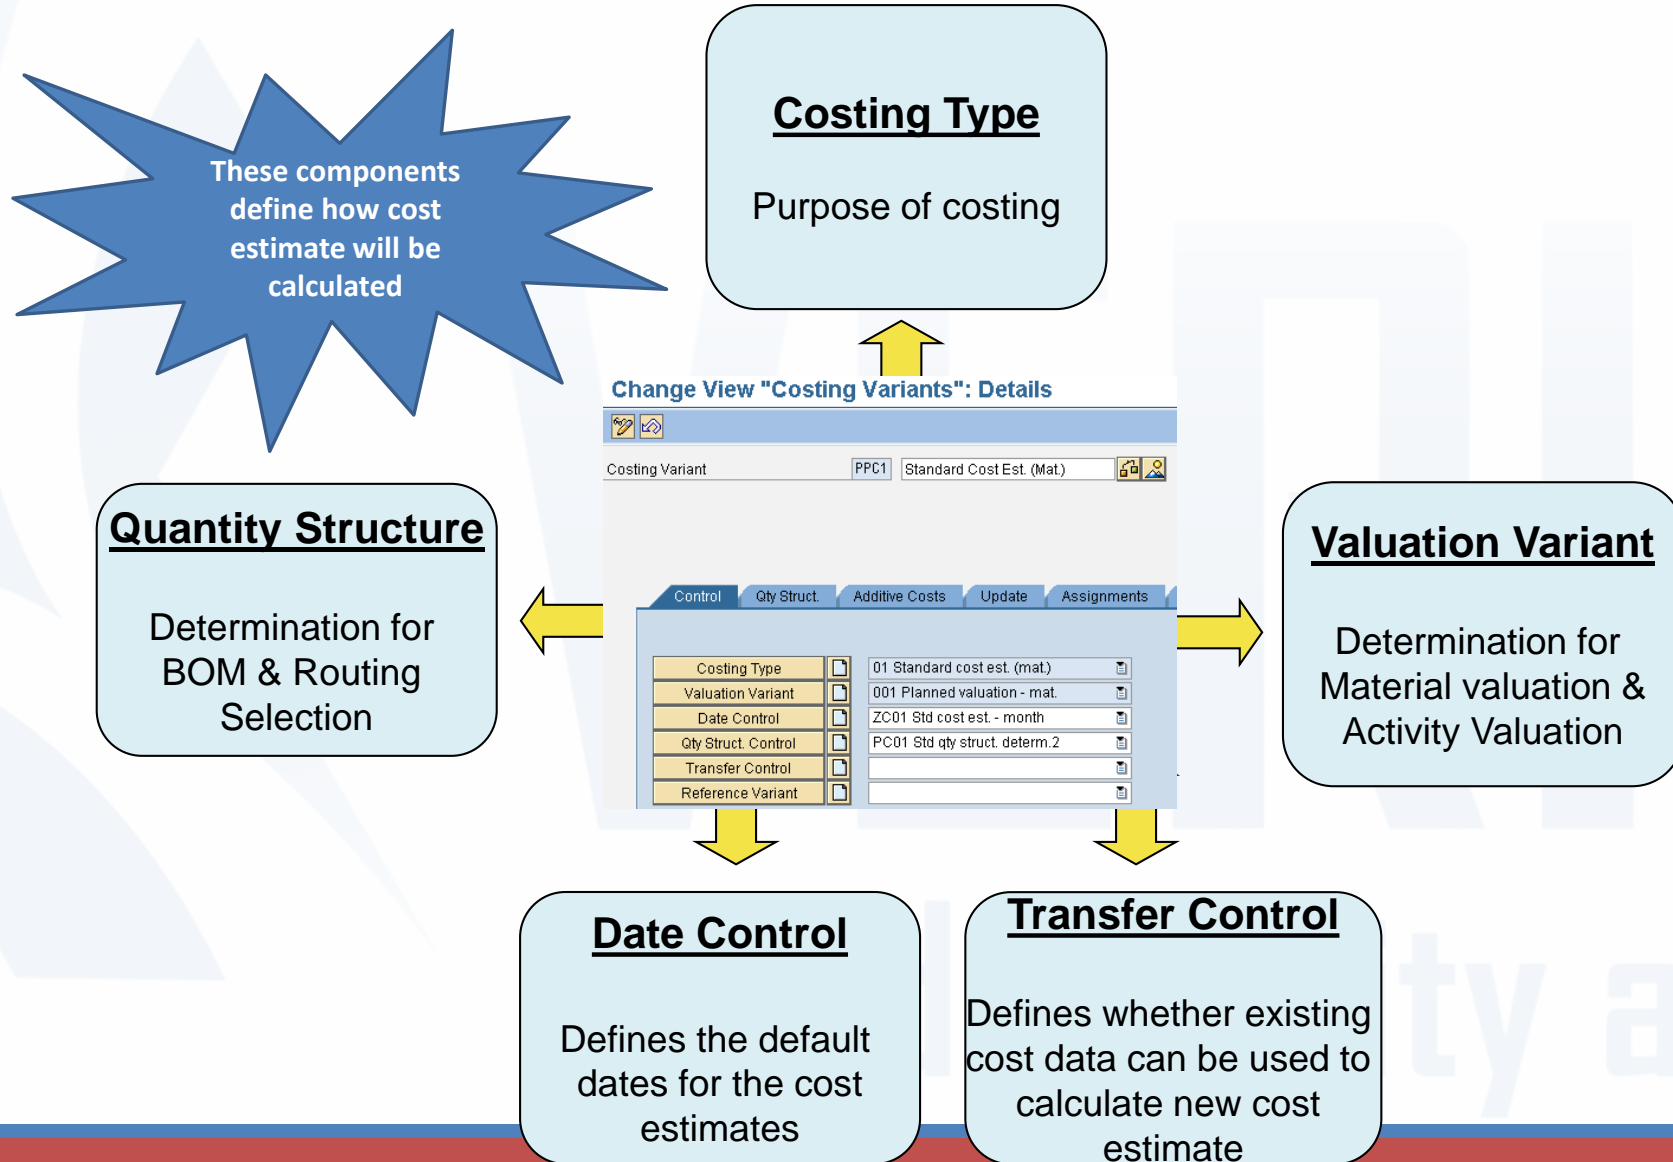 These components
define how cost
estimate will be
calculated
Costing Type
Purpose of costing
Change View "Costing Variants": Details
Costing Variant PPC1 Standard Cost Est. (Mat.)
Control Qty Struct. Additive Costs Update Assignments
Costing Type 01 Standard cost est. (mat.)
Valuation Variant 001 Planned valuation - mat.
Date Control ZC01 Std cost est. - month
Qty Struct. Control PC01 Std qty struct. determ.2
Transfer Control
Reference Variant
Quantity Structure
Determination for
BOM & Routing
Selection
Valuation Variant
Determination for
Material valuation &
Activity Valuation
Date Control
Defines the default
dates for the cost
estimates
Transfer Control
Defines whether existing
cost data can be used to
calculate new cost
estimate